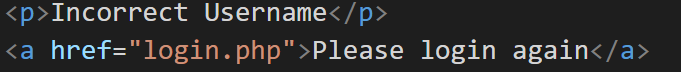 <p>Incorrect Username</p>
<a href="login.php">Please login again</a>